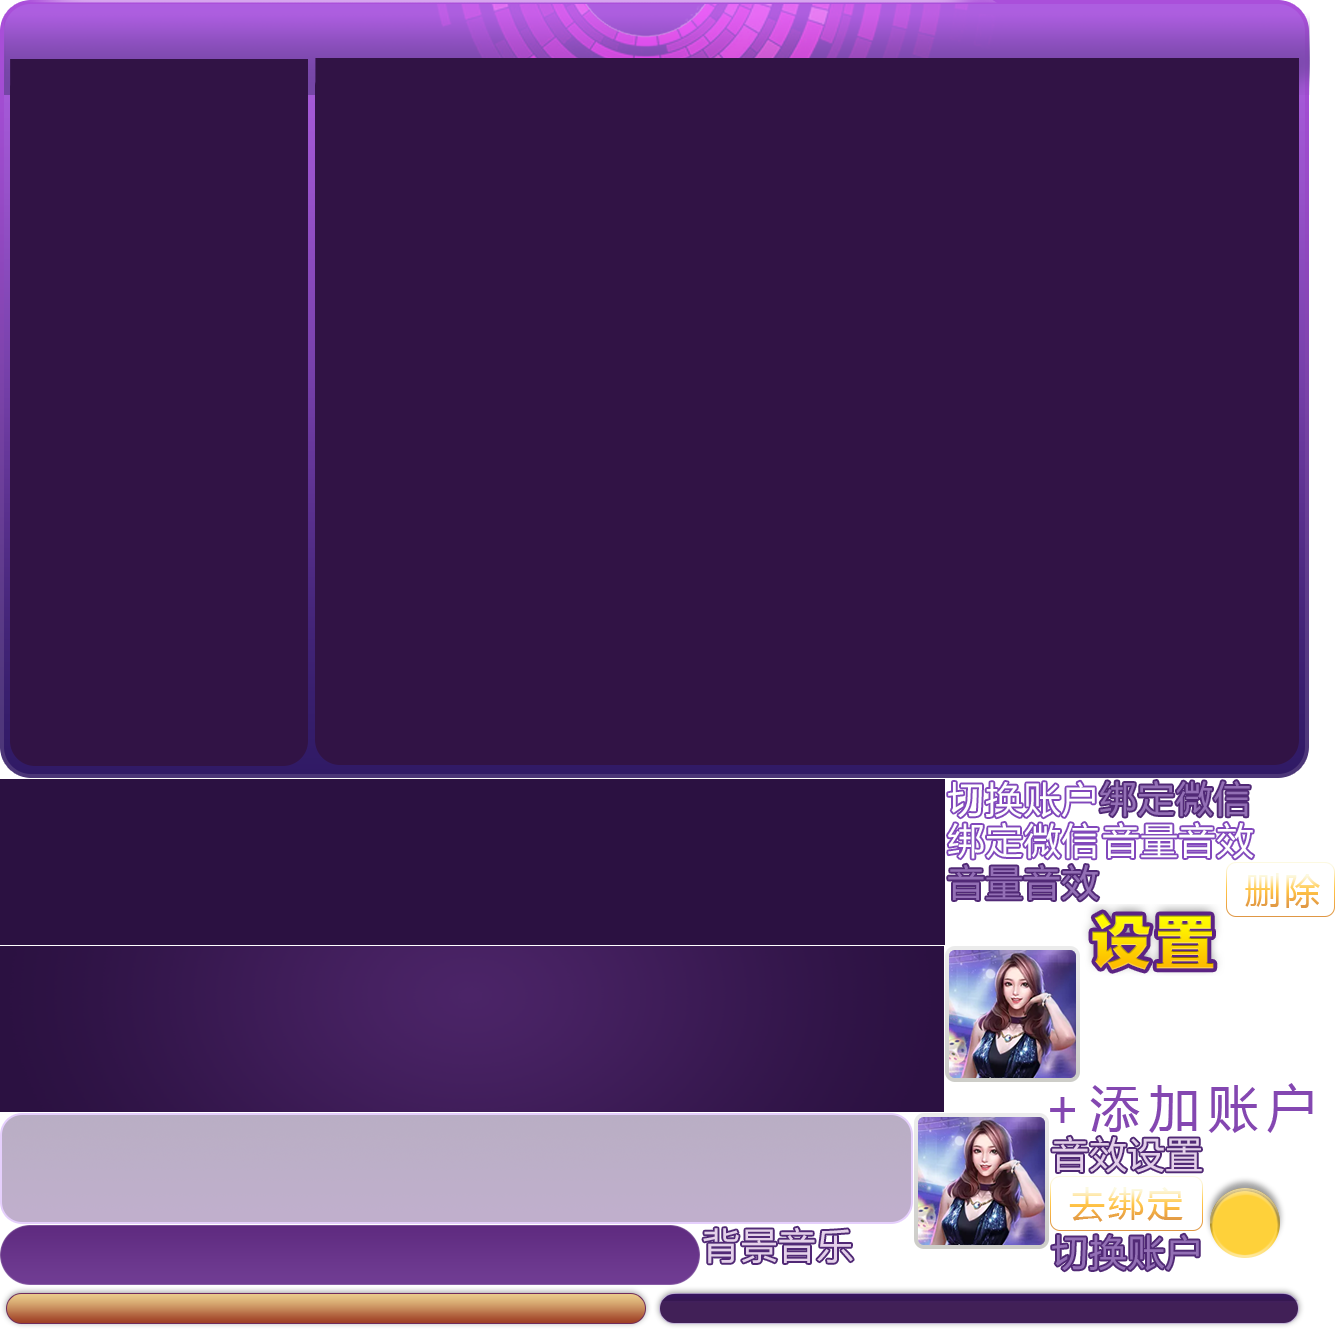 切换账户 绑定微信
绑定微信 音量音效
音量音效
删除
设置
+ 添加账户
音效设置
去绑定
背景音乐
切换账户